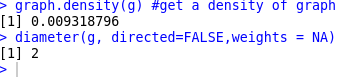 > graph.density(g) #get a density of graph
[1] 0.009318796
> diameter(g, directed=FALSE,weights = NA)
[1] 2
>